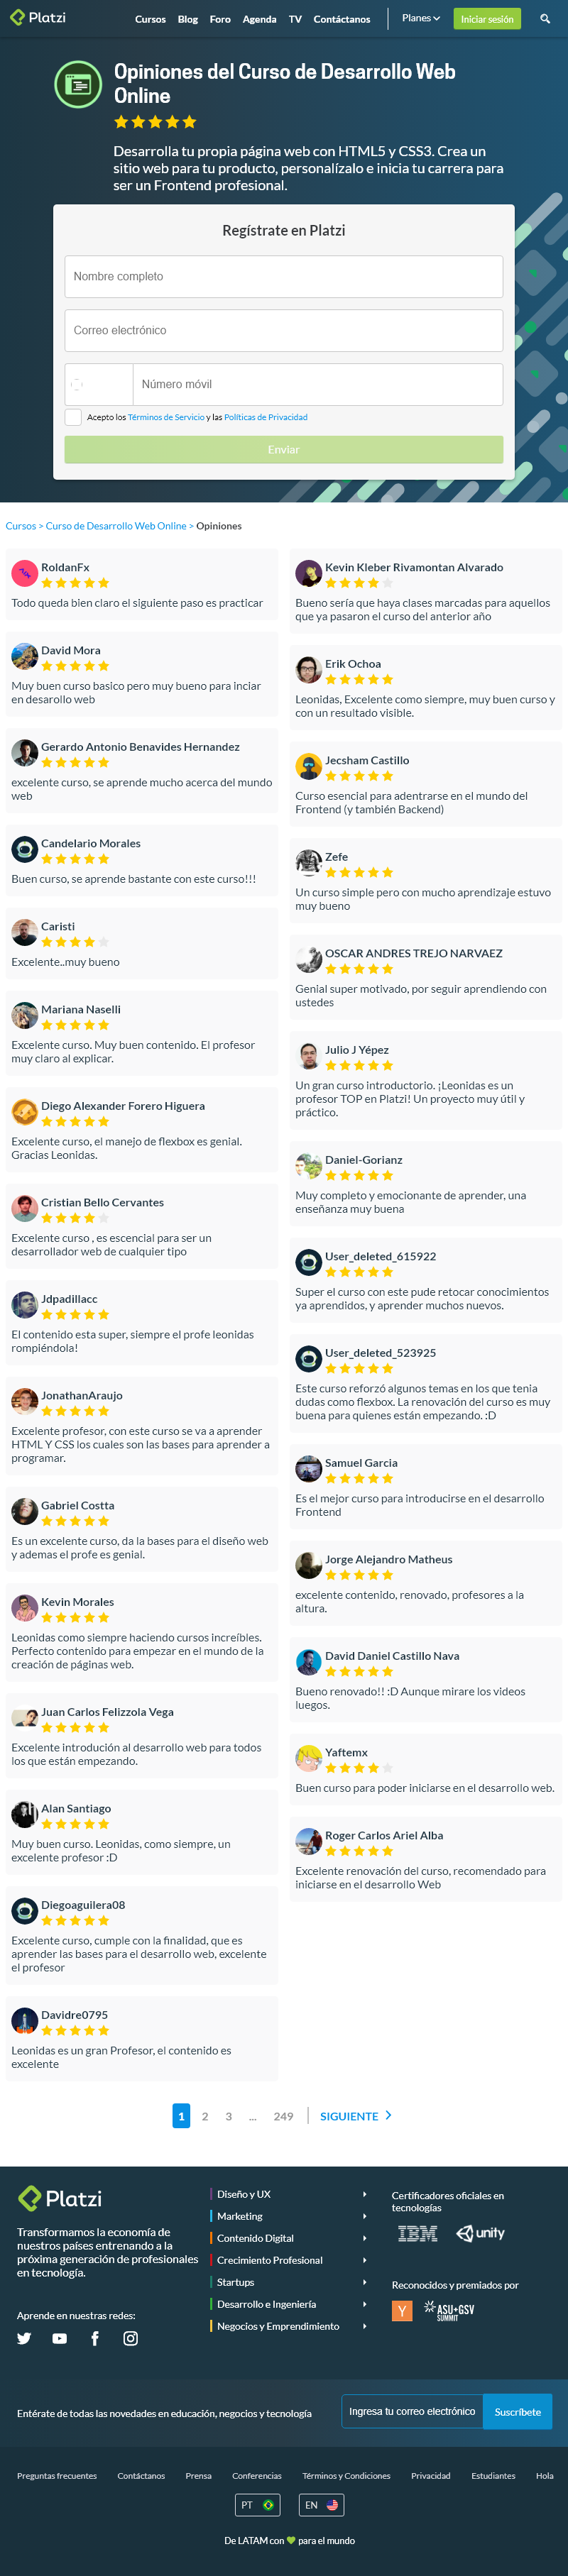 Platzi
Cursos Blog Foro Agenda TV Contáctanos Planes Iniciar sesión
Opiniones del Curso de Desarrollo Web
Online
Desarrolla tu propia página web con HTML5 y CSS3. Crea un
sitio web para tu producto, personalízalo e inicia tu carrera para
ser un Frontend profesional.
Regístrate en Platzi
Nombre completo
Correo electrónico
Número móvil
Acepto los Términos de Servicio y las Políticas de Privacidad
Enviar
Cursos > Curso de Desarrollo Web Online > Opiniones
RoldanFx
Todo queda bien claro el siguiente paso es practicar
David Mora
Muy buen curso basico pero muy bueno para inciar
en desarollo web
Gerardo Antonio Benavides Hernandez
excelente curso, se aprende mucho acerca del mundo
web
Candelario Morales
Buen curso, se aprende bastante con este curso!!!
Caristi
Excelente..muy bueno
Mariana Naselli
Excelente curso. Muy buen contenido. El profesor
muy claro al explicar.
Diego Alexander Forero Higuera
Excelente curso, el manejo de flexbox es genial.
Gracias Leonidas.
Cristian Bello Cervantes
Excelente curso , es escencial para ser un
desarrollador web de cualquier tipo
Jdpadillacc
El contenido esta super, siempre el profe leonidas
rompiéndola!
JonathanAraujo
Excelente profesor, con este curso se va a aprender
HTML Y CSS los cuales son las bases para aprender a
programar.
Gabriel Costta
Es un excelente curso, da la bases para el diseño web
y ademas el profe es genial.
Kevin Morales
Leonidas como siempre haciendo cursos increíbles.
Perfecto contenido para empezar en el mundo de la
creación de páginas web.
Juan Carlos Felizzola Vega
Excelente introdución al desarrollo web para todos
los que están empezando.
Alan Santiago
Muy buen curso. Leonidas, como siempre, un
excelente profesor :D
Diegoaguilera08
Excelente curso, cumple con la finalidad, que es
aprender las bases para el desarrollo web, excelente
el profesor
Davidre0795
Leonidas es un gran Profesor, el contenido es
excelente
Kevin Kleber Rivamontan Alvarado
Bueno sería que haya clases marcadas para aquellos
que ya pasaron el curso del anterior año
Erik Ochoa
Leonidas, Excelente como siempre, muy buen curso y
con un resultado visible.
Jecsham Castillo
Curso esencial para adentrarse en el mundo del
Frontend (y también Backend)
Zefe
Un curso simple pero con mucho aprendizaje estuvo
muy bueno
OSCAR ANDRES TREJO NARVAEZ
Genial super motivado, por seguir aprendiendo con
ustedes
Julio J Yépez
Un gran curso introductorio. ¡Leonidas es un
profesor TOP en Platzi! Un proyecto muy útil y
práctico.
Daniel-Gorianz
Muy completo y emocionante de aprender, una
enseñanza muy buena
User_deleted_615922
Super el curso con este pude retocar conocimientos
ya aprendidos, y aprender muchos nuevos.
User_deleted_523925
Este curso reforzó algunos temas en los que tenia
dudas como flexbox. La renovación del curso es muy
buena para quienes están empezando. :D
Samuel Garcia
Es el mejor curso para introducirse en el desarrollo
Frontend
Jorge Alejandro Matheus
excelente contenido, renovado, profesores a la
altura.
David Daniel Castillo Nava
Bueno renovado!! :D Aunque mirare los videos
luegos.
Yaftemx
Buen curso para poder iniciarse en el desarrollo web.
Roger Carlos Ariel Alba
Excelente renovación del curso, recomendado para
iniciarse en el desarrollo Web
1 2 3 ... 249 SIGUIENTE
Platzi
Transformamos la economía de
nuestros países entrenando a la
próxima generación de profesionales
en tecnología.
Aprende en nuestras redes:
Diseño y UX
Marketing
Contenido Digital
Crecimiento Profesional
Startups
Desarrollo e Ingeniería
Negocios y Emprendimiento
Certificadores oficiales en
tecnologías
IBM unity
Reconocidos y premiados por
Y ASU+GSV
SUMMIT
Entérate de todas las novedades en educación, negocios y tecnología
Ingresa tu correo electrónico Suscríbete
Preguntas frecuentes Contáctanos Prensa Conferencias Términos y Condiciones Privacidad Estudiantes Hola
PT EN
De LATAM con 💚 para el mundo